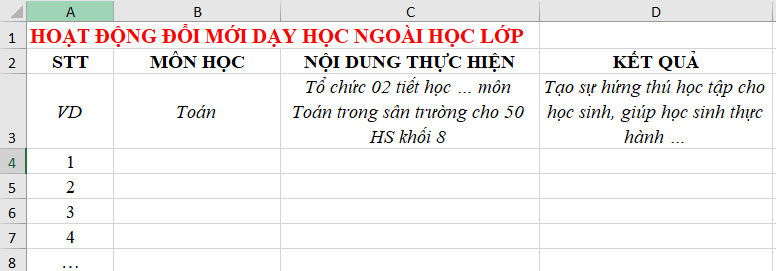 A B C D
1 HOẠT ĐỘNG ĐỔI MỚI DẠY HỌC NGOÀI HỌC LỚP
2 STT MÔN HỌC NỘI DUNG THỰC HIỆN KẾT QUẢ
3 VD Toán Tổ chức 02 tiết học … môn
Toán trong sân trường cho 50
HS khối 8 Tạo sự hứng thú học tập cho
học sinh, giúp học sinh thực
hành …
4 1
5 2
6 3
7 4
8 …